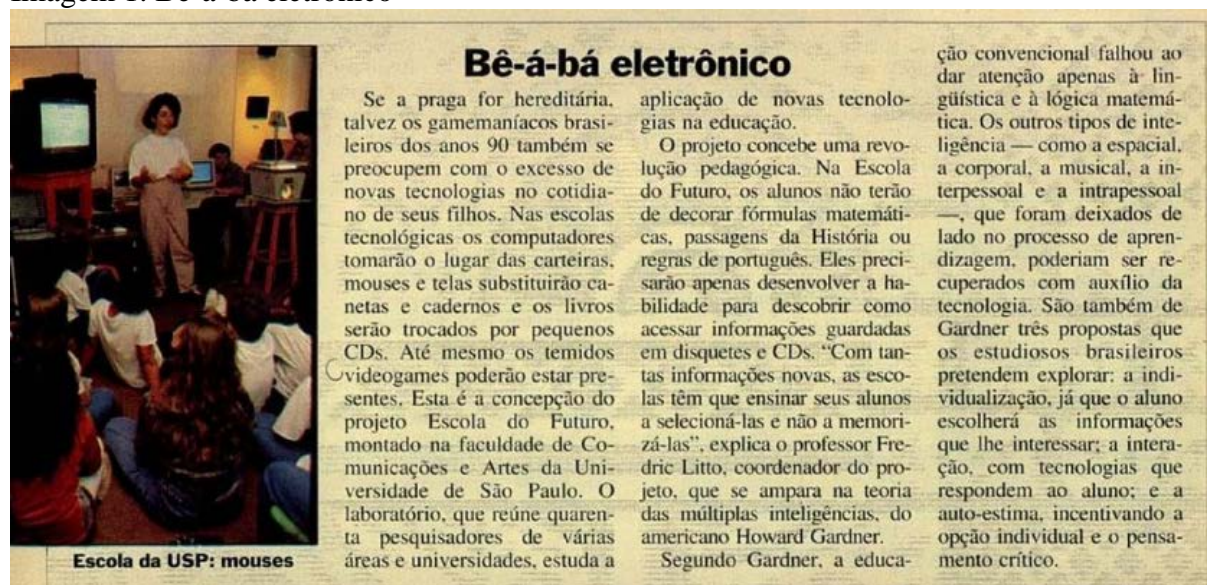 Imagem 1: Bê-á-bá eletrônico
Bê-á-bá eletrônico
Se a praga for hereditária,
talvez os gamemaníacos brasi-
leiros dos anos 90 também se
preocupem com o excesso de
novas tecnologias no cotidia-
no de seus filhos. Nas escolas
tecnológicas os computadores
tomarão o lugar das carteiras,
mouses e telas substituirão ca-
netas e cadernos e os livros
serão trocados por pequenos
CDs. Até mesmo os temidos
videogames poderão estar pre-
sentes. Esta é a concepção do
projeto Escola do Futuro,
montado na faculdade de Co-
municações e Artes da Uni-
versidade de São Paulo. O
laboratório, que reúne quaren-
ta pesquisadores de várias
áreas e universidades, estuda a
aplicação de novas tecnolo-
gias na educação.
O projeto concebe uma revo-
lução pedagógica. Na Escola
do Futuro, os alunos não terão
de decorar fórmulas matemáti-
cas, passagens da História ou
regras de português. Eles preci-
sarão apenas desenvolver a ha-
bilidade para descobrir como
acessar informações guardadas
em disquetes e CDs. “Com tan-
tas informações novas, as esco-
las têm que ensinar seus alunos
a selecioná-las e não a memori-
zá-las”, explica o professor Fre-
dric Litto, coordenador do pro-
jeto, que se ampara na teoria
das múltiplas inteligências, do
americano Howard Gardner.
Segundo Gardner, a educa-
ção convencional falhou ao
dar atenção apenas à lin-
güística e à lógica matemá-
tica. Os outros tipos de inte-
ligência — como a espacial,
a corporal, a musical, a in-
terpessoal e a intrapessoal
—, que foram deixados de
lado no processo de apren-
dizagem, poderiam ser re-
cuperados com auxílio da
tecnologia. São também de
Gardner três propostas que
os estudiosos brasileiros
pretendem explorar: a indi-
vidualização, já que o aluno
escolherá as informações
que lhe interessar; a intera-
ção, com tecnologias que
respondem ao aluno; e a
auto-estima, incentivando a
opção individual e o pensa-
mento crítico.
Escola da USP: mouses